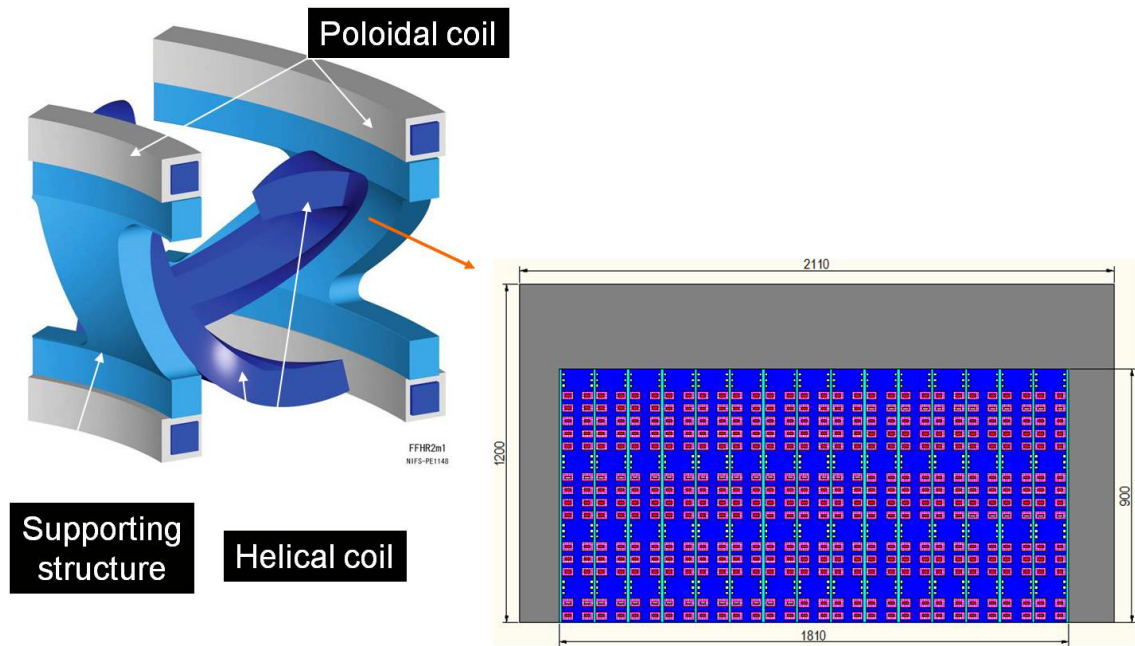 Poloidal coil
2110
1200
900
1810
FFHR2m1
NIFS-PE1148
Supporting
structure
Helical coil